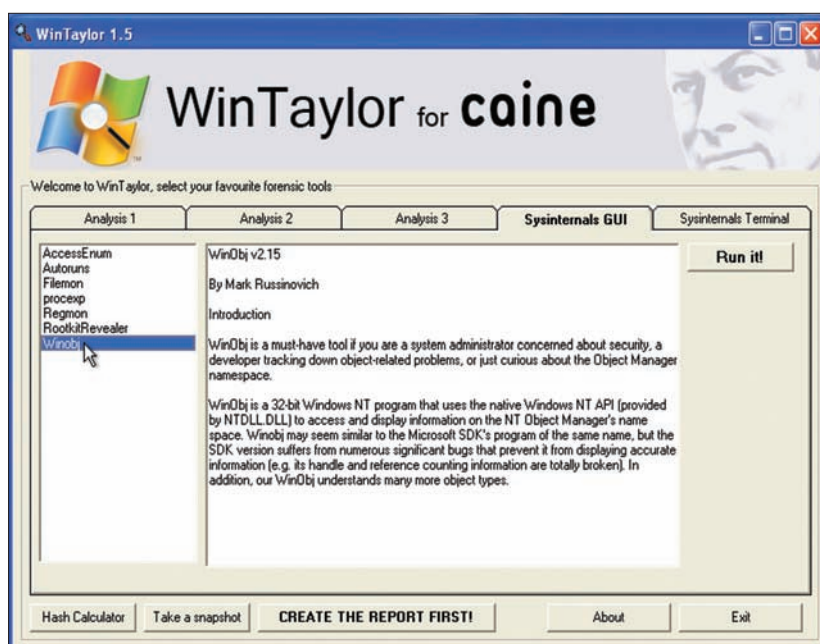 WinTaylor 1.5
WinTaylor for caine
TM
Welcome to WinTaylor, select your favourite forensic tools
Analysis 1
Analysis 2
Analysis 3
Sysinternals GUI
Sysinternals Terminal
AccessEnum
Autoruns
Filemon
procexp
Regmon
RootkitRevealer
Winobj
WinObj v2.15
By Mark Russinovich
Introduction
WinObj is a must-have tool if you are a system administrator concerned about security, a
developer tracking down object-related problems, or just curious about the Object Manager
namespace.
WinObj is a 32-bit Windows NT program that uses the native Windows NT API (provided
by NTDLL.DLL) to access and display information on the NT Object Manager's name
space. Winobj may seem similar to the Microsoft SDK's program of the same name, but the
SDK version suffers from numerous significant bugs that prevent it from displaying accurate
information (e.g. its handle and reference counting information are totally broken). In
addition, our WinObj understands many more object types.
Run it!
Hash Calculator
Take a snapshot
CREATE THE REPORT FIRST!
About
Exit